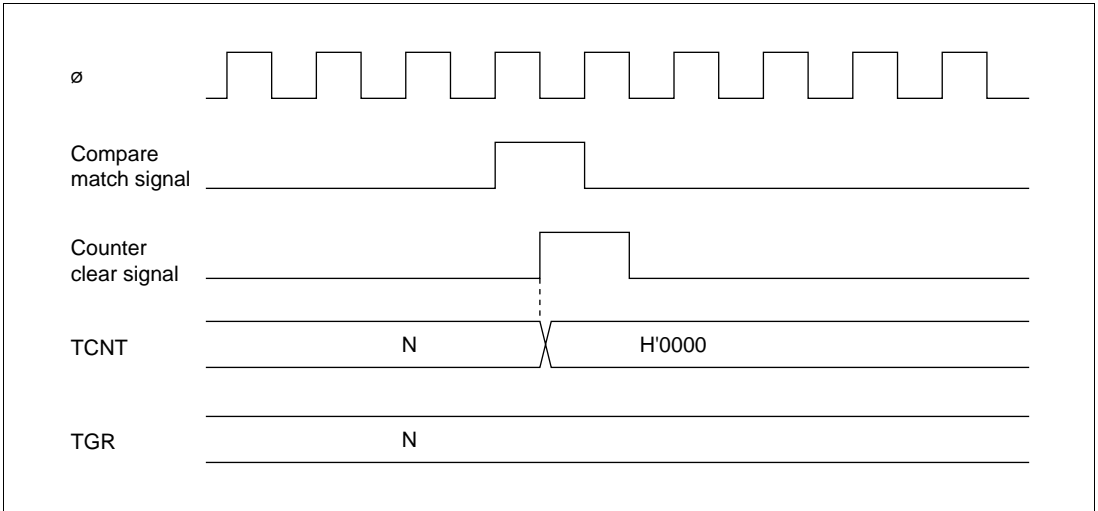 ø
Compare
match signal
Counter
clear signal
TCNT
N
H'0000
TGR
N